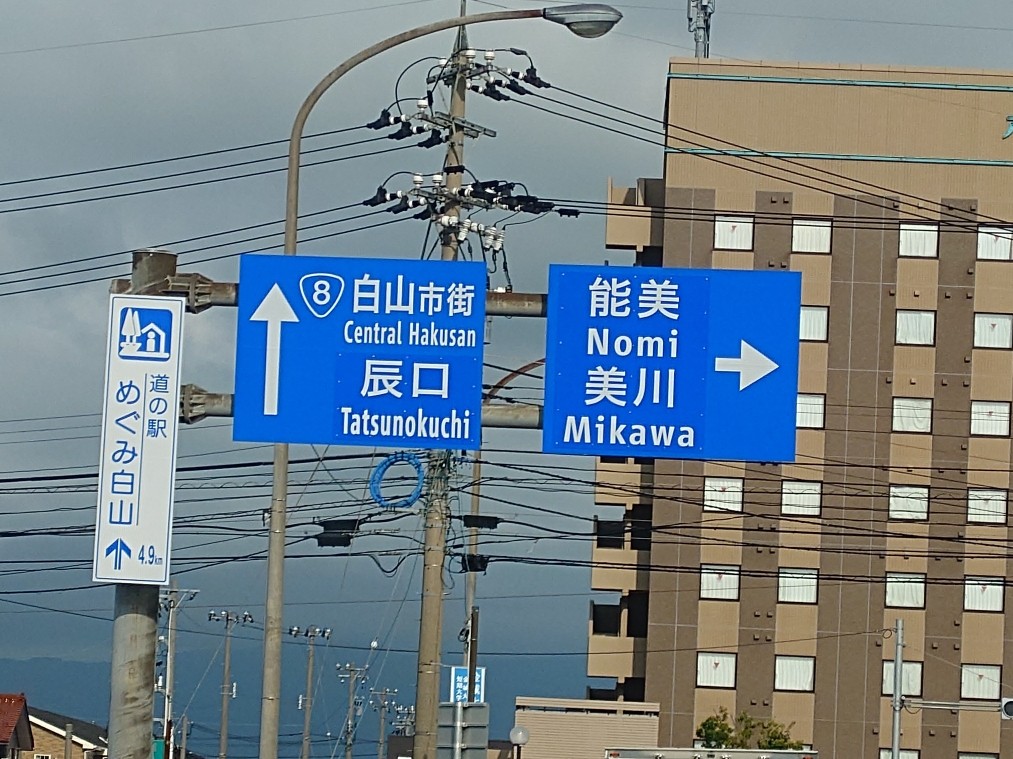 道の駅
めぐみ白山
4.9km
8
白山市街
Central Hakusan
辰口
Tatsunokuchi
能美
Nomi
美川
Mikawa